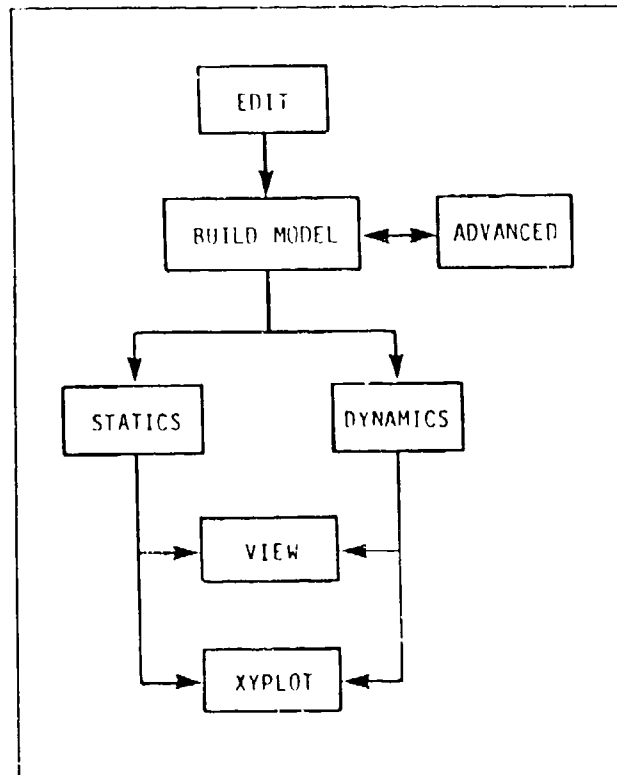 EDIT
BUILD MODEL
ADVANCED
STATICS
DYNAMICS
VIEW
XYPLOT